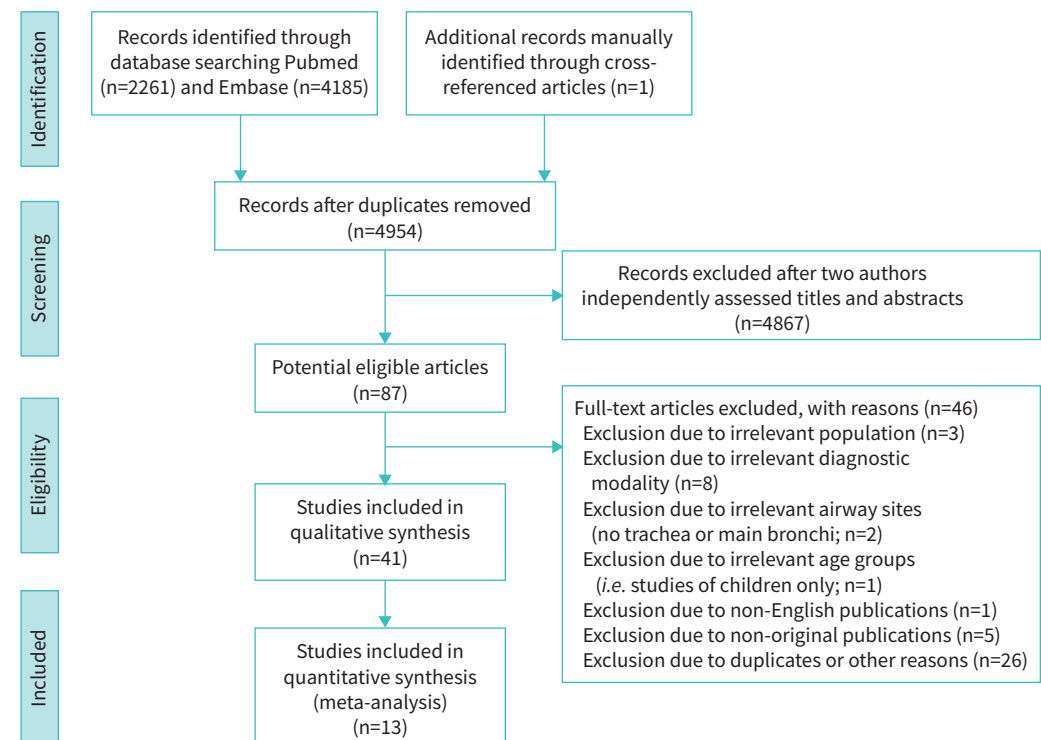 Identification
Records identified through
database searching Pubmed
(n=2261) and Embase (n=4185)
Additional records manually
identified through cross-
referenced articles (n=1)
Screening
Records after duplicates removed
(n=4954)
Records excluded after two authors
independently assessed titles and abstracts
(n=4867)
Potential eligible articles
(n=87)
Eligibility
Full-text articles excluded, with reasons (n=46)
Exclusion due to irrelevant population (n=3)
Exclusion due to irrelevant diagnostic
modality (n=8)
Exclusion due to irrelevant airway sites
(no trachea or main bronchi; n=2)
Exclusion due to irrelevant age groups
(i.e. studies of children only; n=1)
Exclusion due to non-English publications (n=1)
Exclusion due to non-original publications (n=5)
Exclusion due to duplicates or other reasons (n=26)
Studies included in
qualitative synthesis
(n=41)
Included
Studies included in
quantitative synthesis
(meta-analysis)
(n=13)